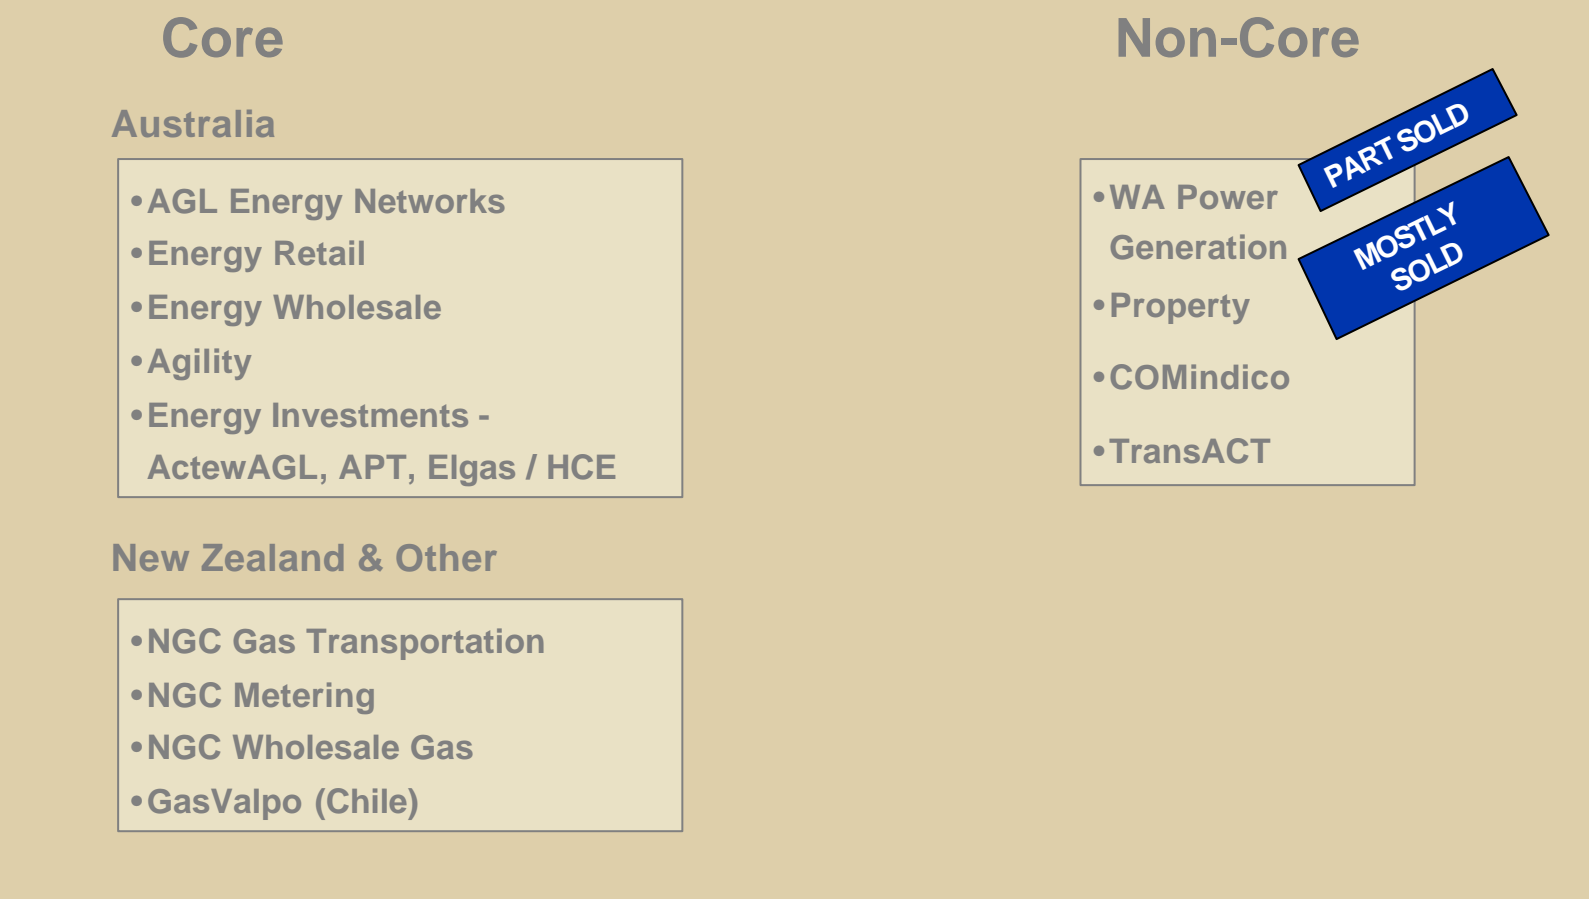 Core
Australia
•AGL Energy Networks
•Energy Retail
•Energy Wholesale
•Agility
•Energy Investments -
ActewAGL, APT, Elgas / HCE
New Zealand & Other
•NGC Gas Transportation
•NGC Metering
•NGC Wholesale Gas
•GasValpo (Chile)
Non-Core
PART SOLD
•WA Power
Generation
MOSTLY
SOLD
•Property
•COMindico
•TransACT